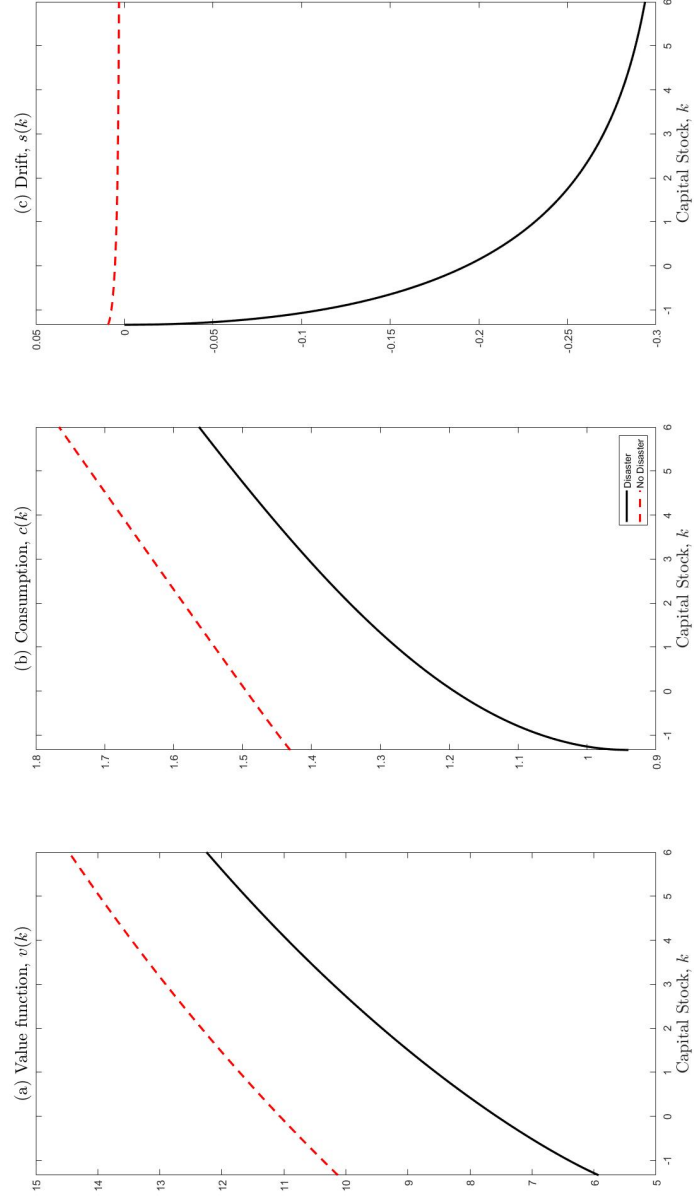 (a) Value function, v(k)
15
14
13
12
11
10
9
8
7
6
5
-1 0 1 2 3 4 5 6
Capital Stock, k
(b) Consumption, c(k)
1.8
1.7
1.6
1.5
1.4
1.3
1.2
1.1
1
0.9
Disaster
No Disaster
-1 0 1 2 3 4 5 6
Capital Stock, k
(c) Drift, s(k)
0.05
0
-0.05
-0.1
-0.15
-0.2
-0.25
-0.3
-1 0 1 2 3 4 5 6
Capital Stock, k